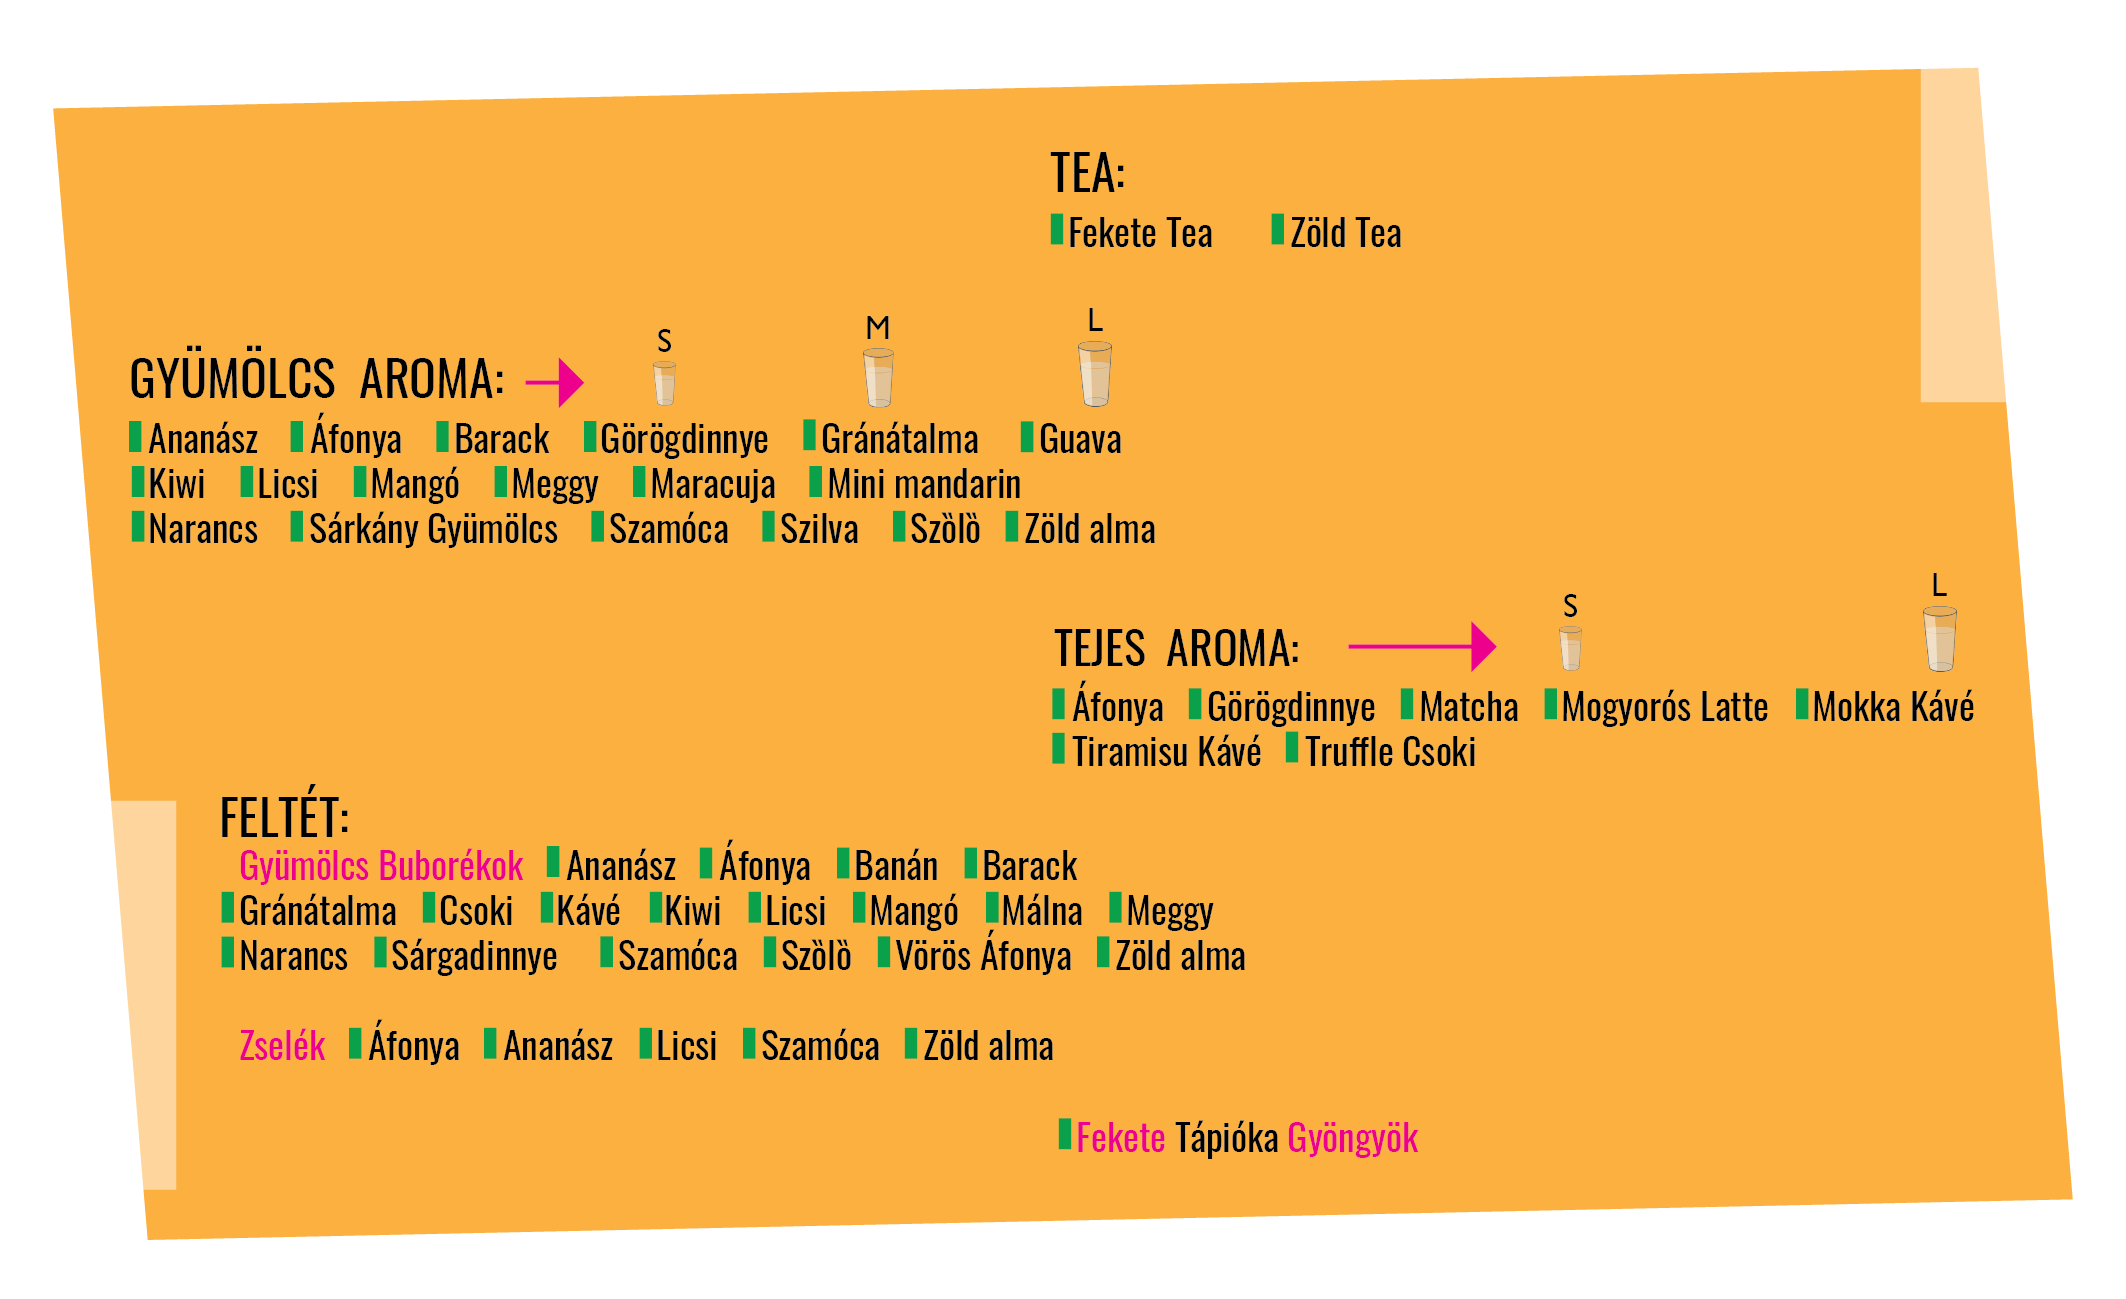 TEA:
Fekete Tea Zöld Tea
S M L
GYÜMÖLCS AROMA:
Ananász Áfonya Barack Görögdinnye Gránátalma Guava
Kiwi Licsi Mangó Meggy Maracuja Mini mandarin
Narancs Sárkány Gyümölcs Szamóca Szilva Szòlò Zöld alma
S L
TEJES AROMA:
Áfonya Görögdinnye Matcha Mogyorós Latte Mokka Kávé
Tiramisu Kávé Truffle Csoki
FELTÉT:
Gyümölcs Buborékok Ananász Áfonya Banán Barack
Gránátalma Csoki Kávé Kiwi Licsi Mangó Málna Meggy
Narancs Sárgadinnye Szamóca Szòlò Vörös Áfonya Zöld alma
Zselék Áfonya Ananász Licsi Szamóca Zöld alma
Fekete Tápióka Gyöngyök